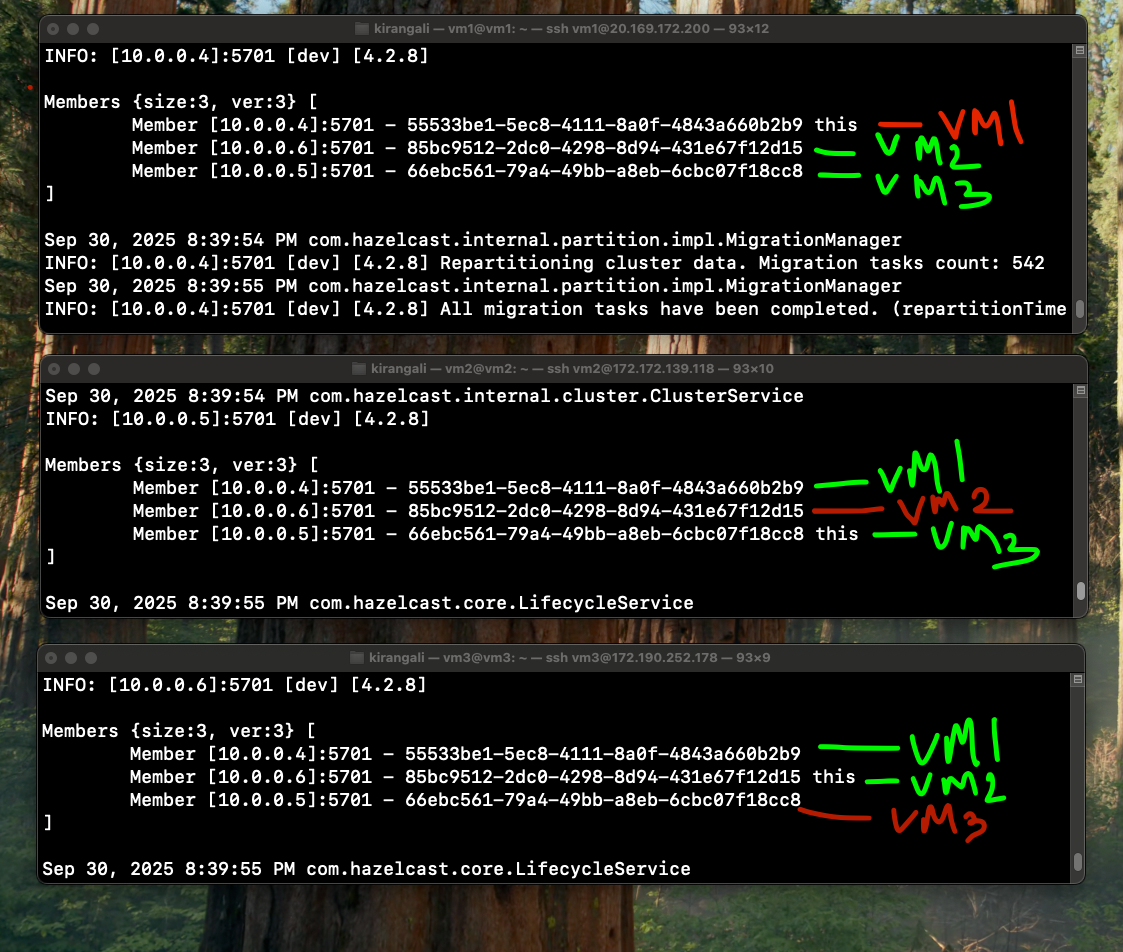 kirangali — vm1@vm1: ~ — ssh vm1@20.169.172.200 — 93×12
INFO: [10.0.0.4]:5701 [dev] [4.2.8]
Members {size:3, ver:3} [
Member [10.0.0.4]:5701 - 55533be1-5ec8-4111-8a0f-4843a660b2b9 this — VM1
Member [10.0.0.6]:5701 - 85bc9512-2dc0-4298-8d94-431e67f12d15 — VM2
Member [10.0.0.5]:5701 - 66ebc561-79a4-49bb-a8eb-6cbc07f18cc8 — VM3
]
Sep 30, 2025 8:39:54 PM com.hazelcast.internal.partition.impl.MigrationManager
INFO: [10.0.0.4]:5701 [dev] [4.2.8] Repartitioning cluster data. Migration tasks count: 542
Sep 30, 2025 8:39:55 PM com.hazelcast.internal.partition.impl.MigrationManager
INFO: [10.0.0.4]:5701 [dev] [4.2.8] All migration tasks have been completed. (repartitionTime
kirangali — vm2@vm2: ~ — ssh vm2@172.172.139.118 — 93×10
Sep 30, 2025 8:39:54 PM com.hazelcast.internal.cluster.ClusterService
INFO: [10.0.0.5]:5701 [dev] [4.2.8]
Members {size:3, ver:3} [
Member [10.0.0.4]:5701 - 55533be1-5ec8-4111-8a0f-4843a660b2b9 — VM1
Member [10.0.0.6]:5701 - 85bc9512-2dc0-4298-8d94-431e67f12d15 — VM2
Member [10.0.0.5]:5701 - 66ebc561-79a4-49bb-a8eb-6cbc07f18cc8 this — VM3
]
Sep 30, 2025 8:39:55 PM com.hazelcast.core.LifecycleService
kirangali — vm3@vm3: ~ — ssh vm3@172.190.252.178 — 93×9
INFO: [10.0.0.6]:5701 [dev] [4.2.8]
Members {size:3, ver:3} [
Member [10.0.0.4]:5701 - 55533be1-5ec8-4111-8a0f-4843a660b2b9 — VM1
Member [10.0.0.6]:5701 - 85bc9512-2dc0-4298-8d94-431e67f12d15 this — VM2
Member [10.0.0.5]:5701 - 66ebc561-79a4-49bb-a8eb-6cbc07f18cc8 — VM3
]
Sep 30, 2025 8:39:55 PM com.hazelcast.core.LifecycleService